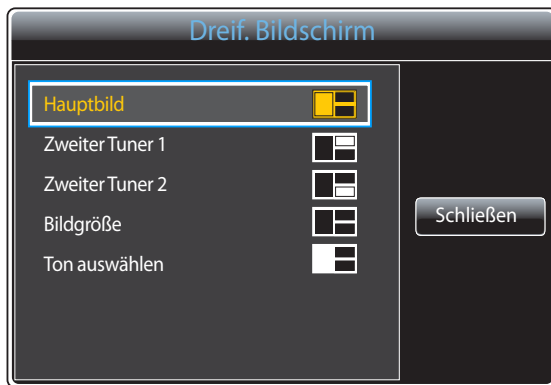 Dreif. Bildschirm
Hauptbild
Zweiter Tuner 1
Zweiter Tuner 2
Bildgröße
Ton auswählen
Schließen